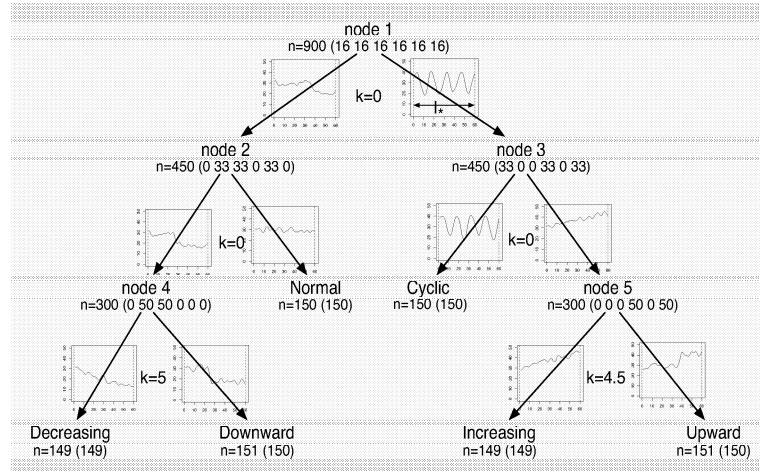 node 1
n=900 (16 16 16 16 16 16)
k=0
I*
node 2
n=450 (0 33 33 0 33 0)
node 3
n=450 (33 0 0 33 0 33)
k=0
k=0
node 4
n=300 (0 50 50 0 0 0)
Normal
n=150 (150)
Cyclic
n=150 (150)
node 5
n=300 (0 0 0 50 0 50)
k=5
k=4.5
Decreasing
n=149 (149)
Downward
n=151 (150)
Increasing
n=149 (149)
Upward
n=151 (150)